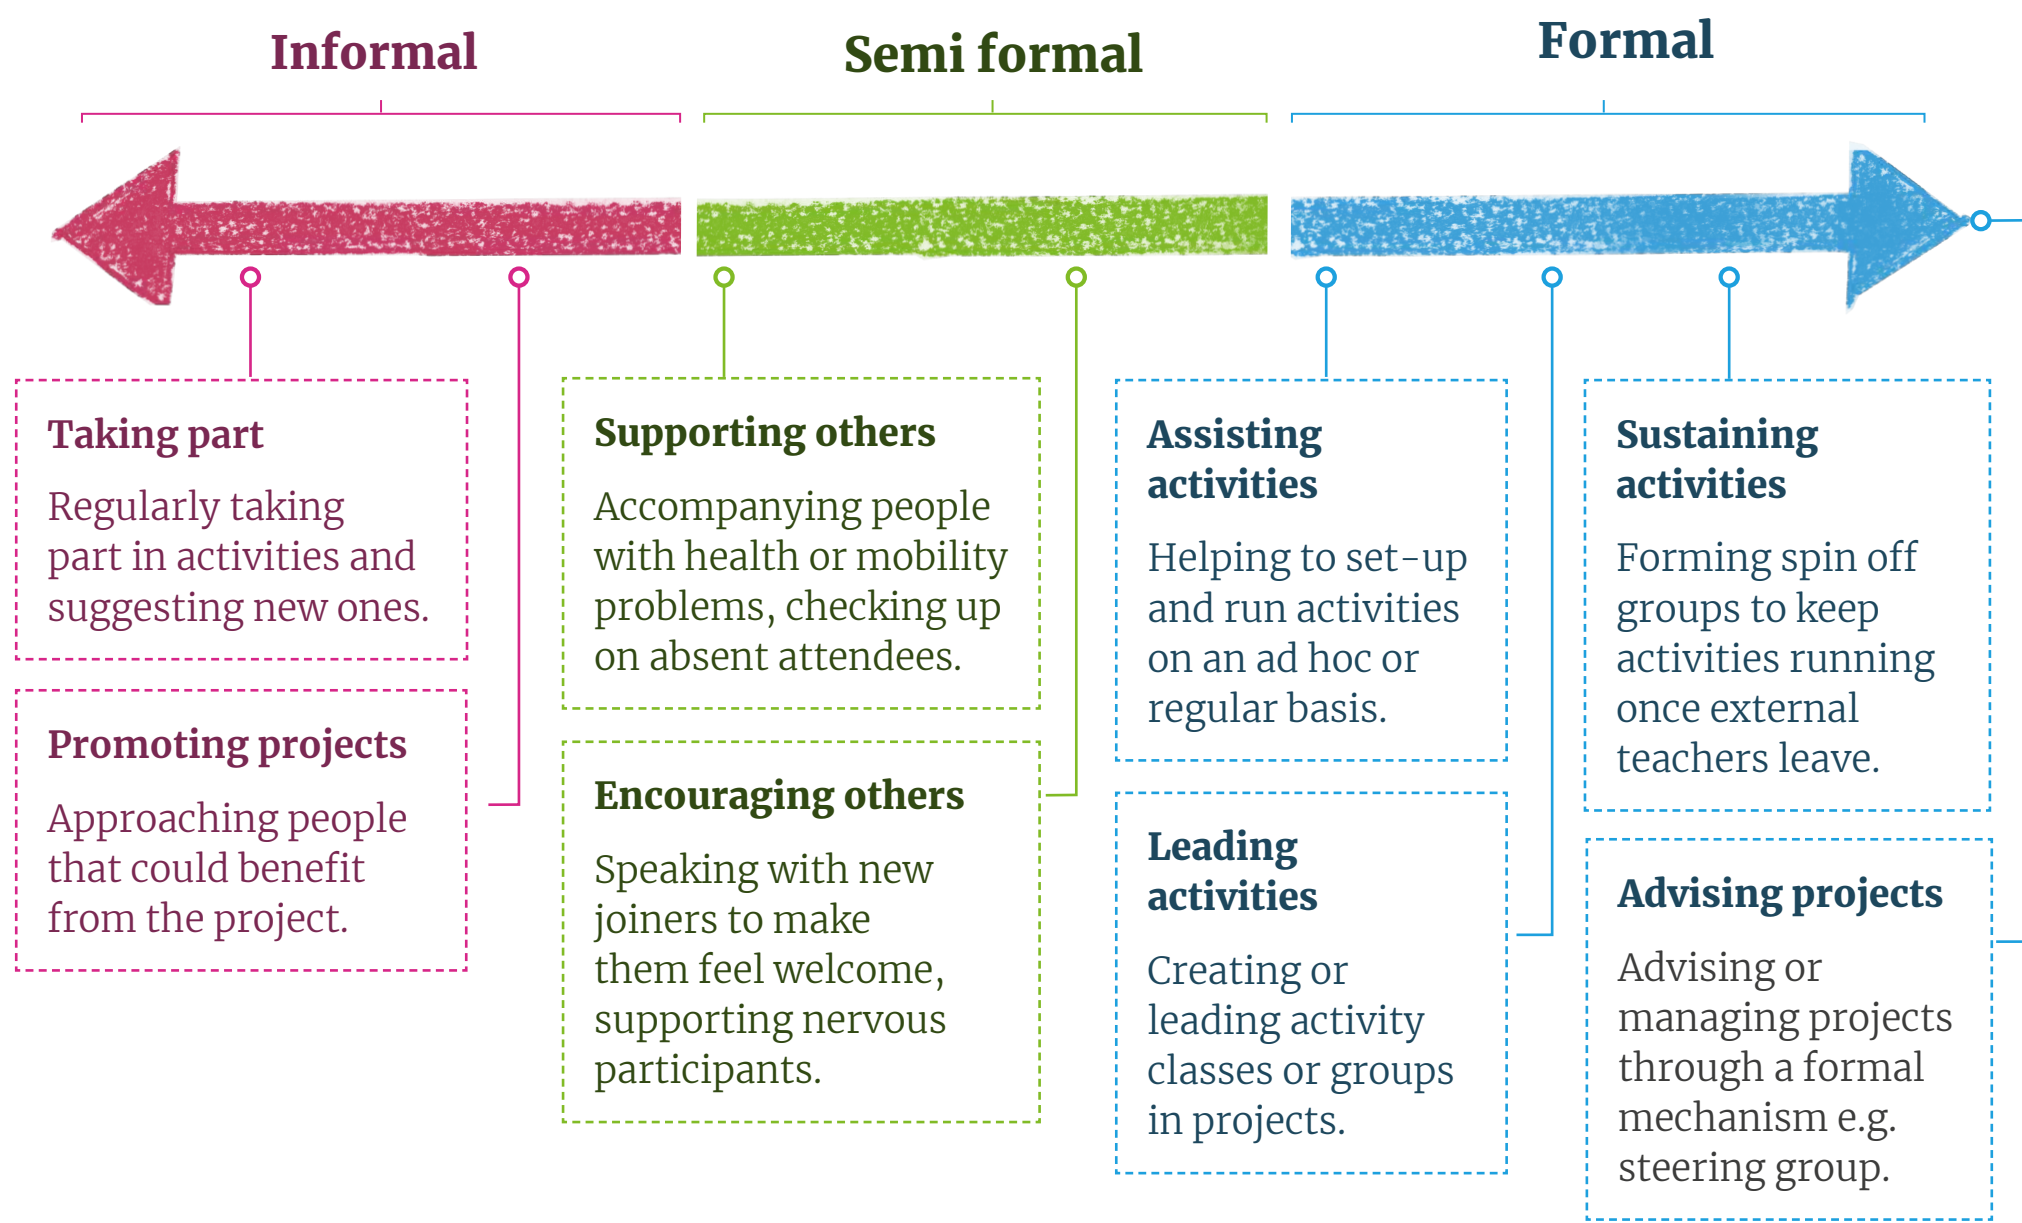 Informal
Semi formal
Formal
Taking part
Regularly taking
part in activities and
suggesting new ones.
Promoting projects
Approaching people
that could benefit
from the project.
Supporting others
Accompanying people
with health or mobility
problems, checking up
on absent attendees.
Encouraging others
Speaking with new
joiners to make
them feel welcome,
supporting nervous
participants.
Assisting
activities
Helping to set-up
and run activities
on an ad hoc or
regular basis.
Leading
activities
Creating or
leading activity
classes or groups
in projects.
Sustaining
activities
Forming spin off
groups to keep
activities running
once external
teachers leave.
Advising projects
Advising or
managing projects
through a formal
mechanism e.g.
steering group.